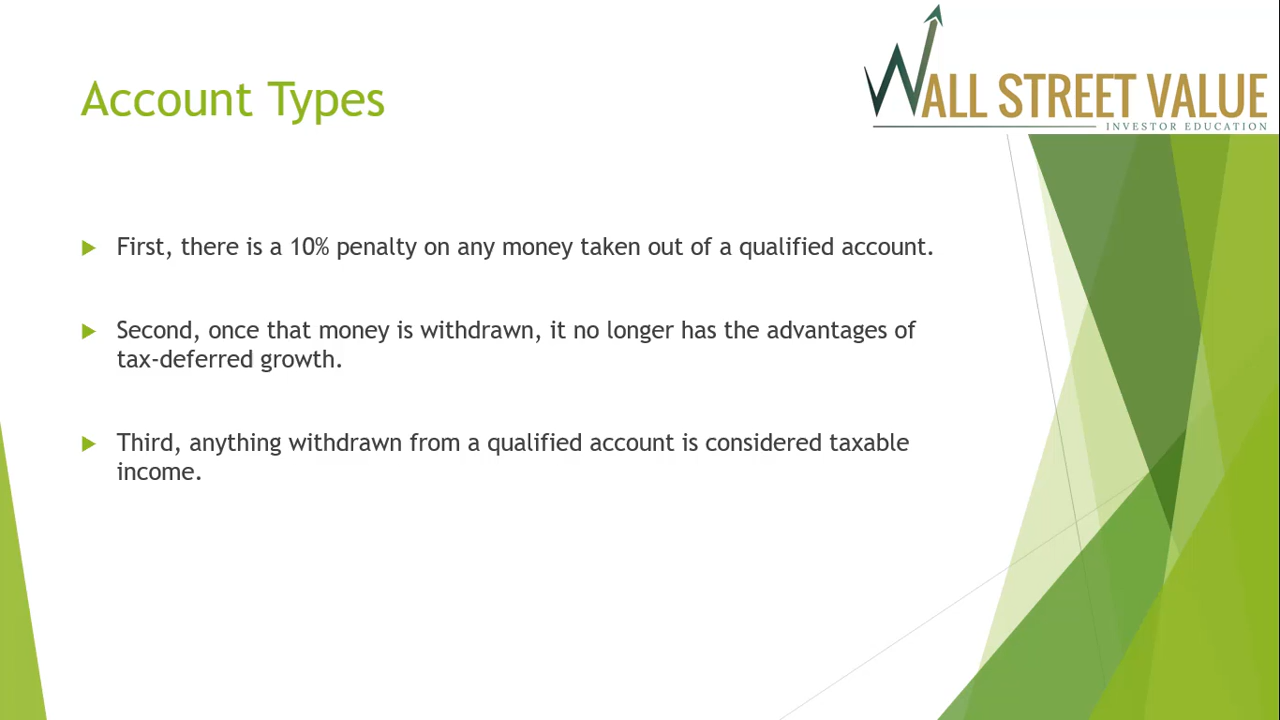 WALL STREET VALUE
INVESTOR EDUCATION
Account Types
First, there is a 10% penalty on any money taken out of a qualified account.
Second, once that money is withdrawn, it no longer has the advantages of
tax-deferred growth.
Third, anything withdrawn from a qualified account is considered taxable
income.